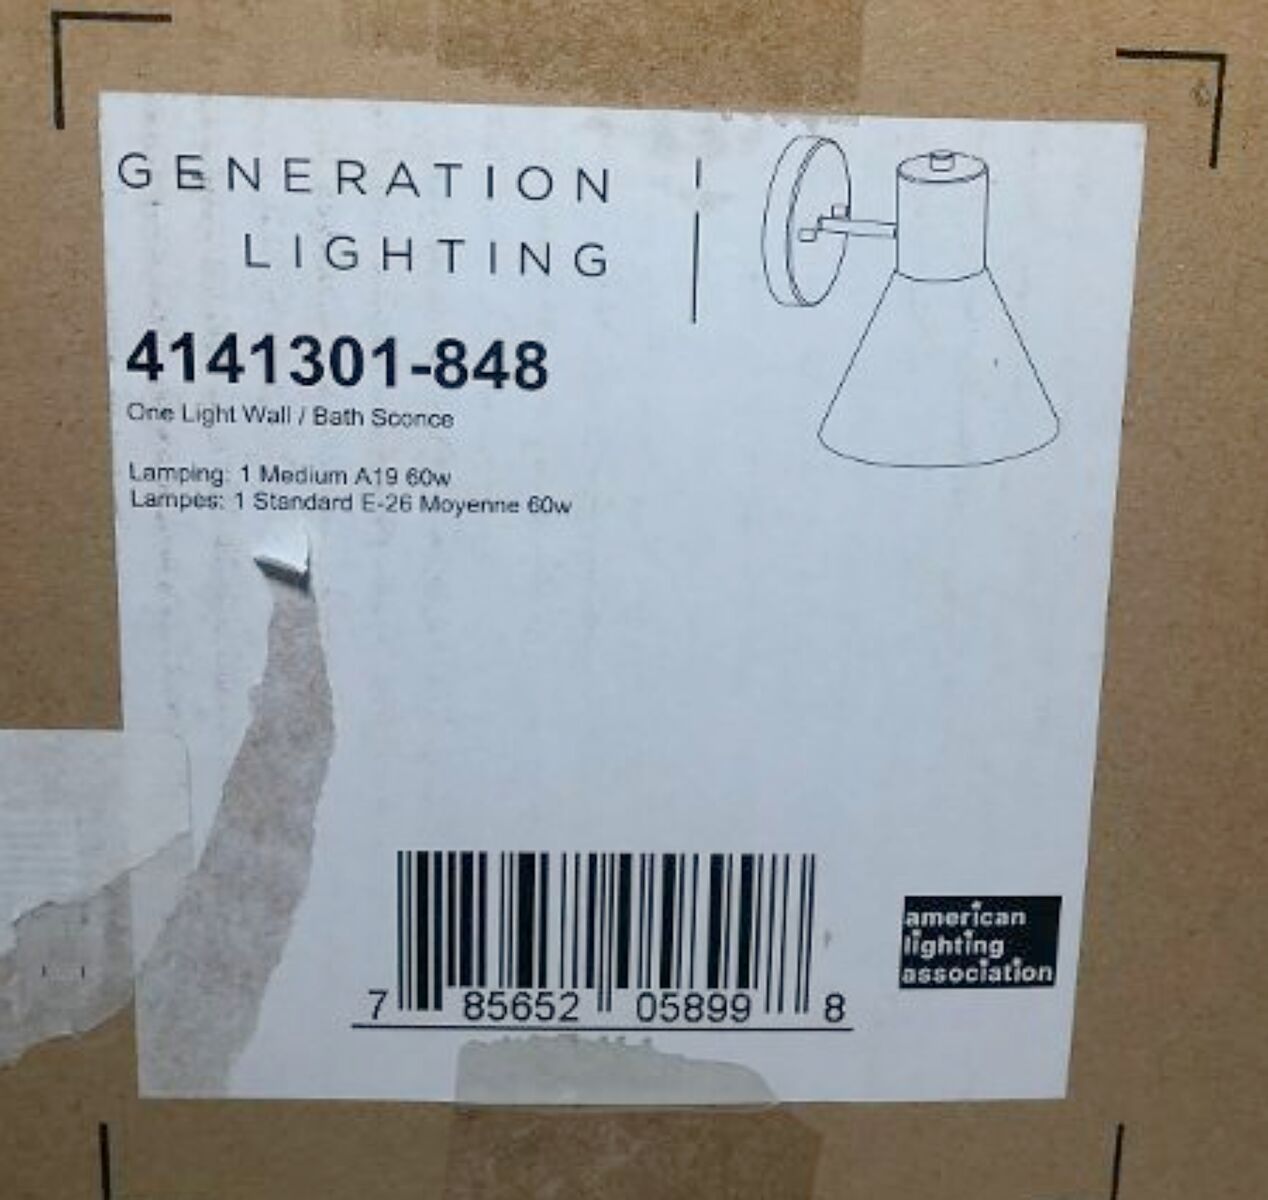 GENERATION
LIGHTING
4141301-848
One Light Wall / Bath Sconce
Lamping: 1 Medium A19 60w
Lampes: 1 Standard E-26 Moyenne 60w
7 85652 05899 8
american
lighting
association